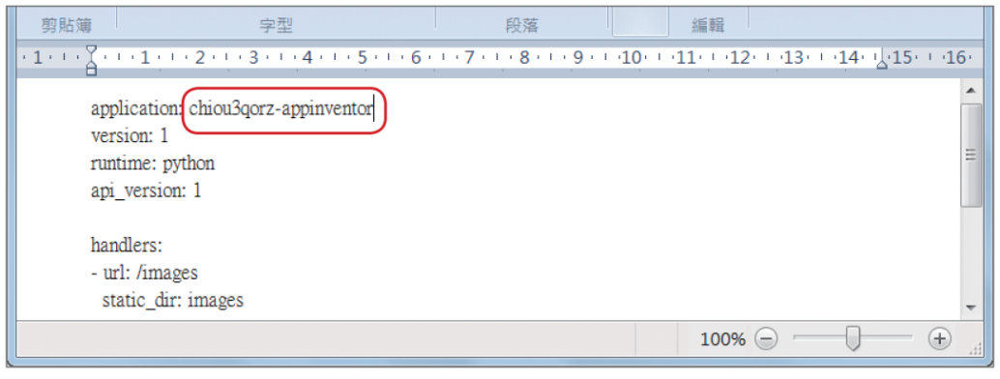 剪貼簿 字型 段落 編輯
1 1 2 3 4 5 6 7 8 9 10 11 12 13 14 15 16
application: chiou3qorz-appinventor
version: 1
runtime: python
api_version: 1
handlers:
- url: /images
static_dir: images
100%